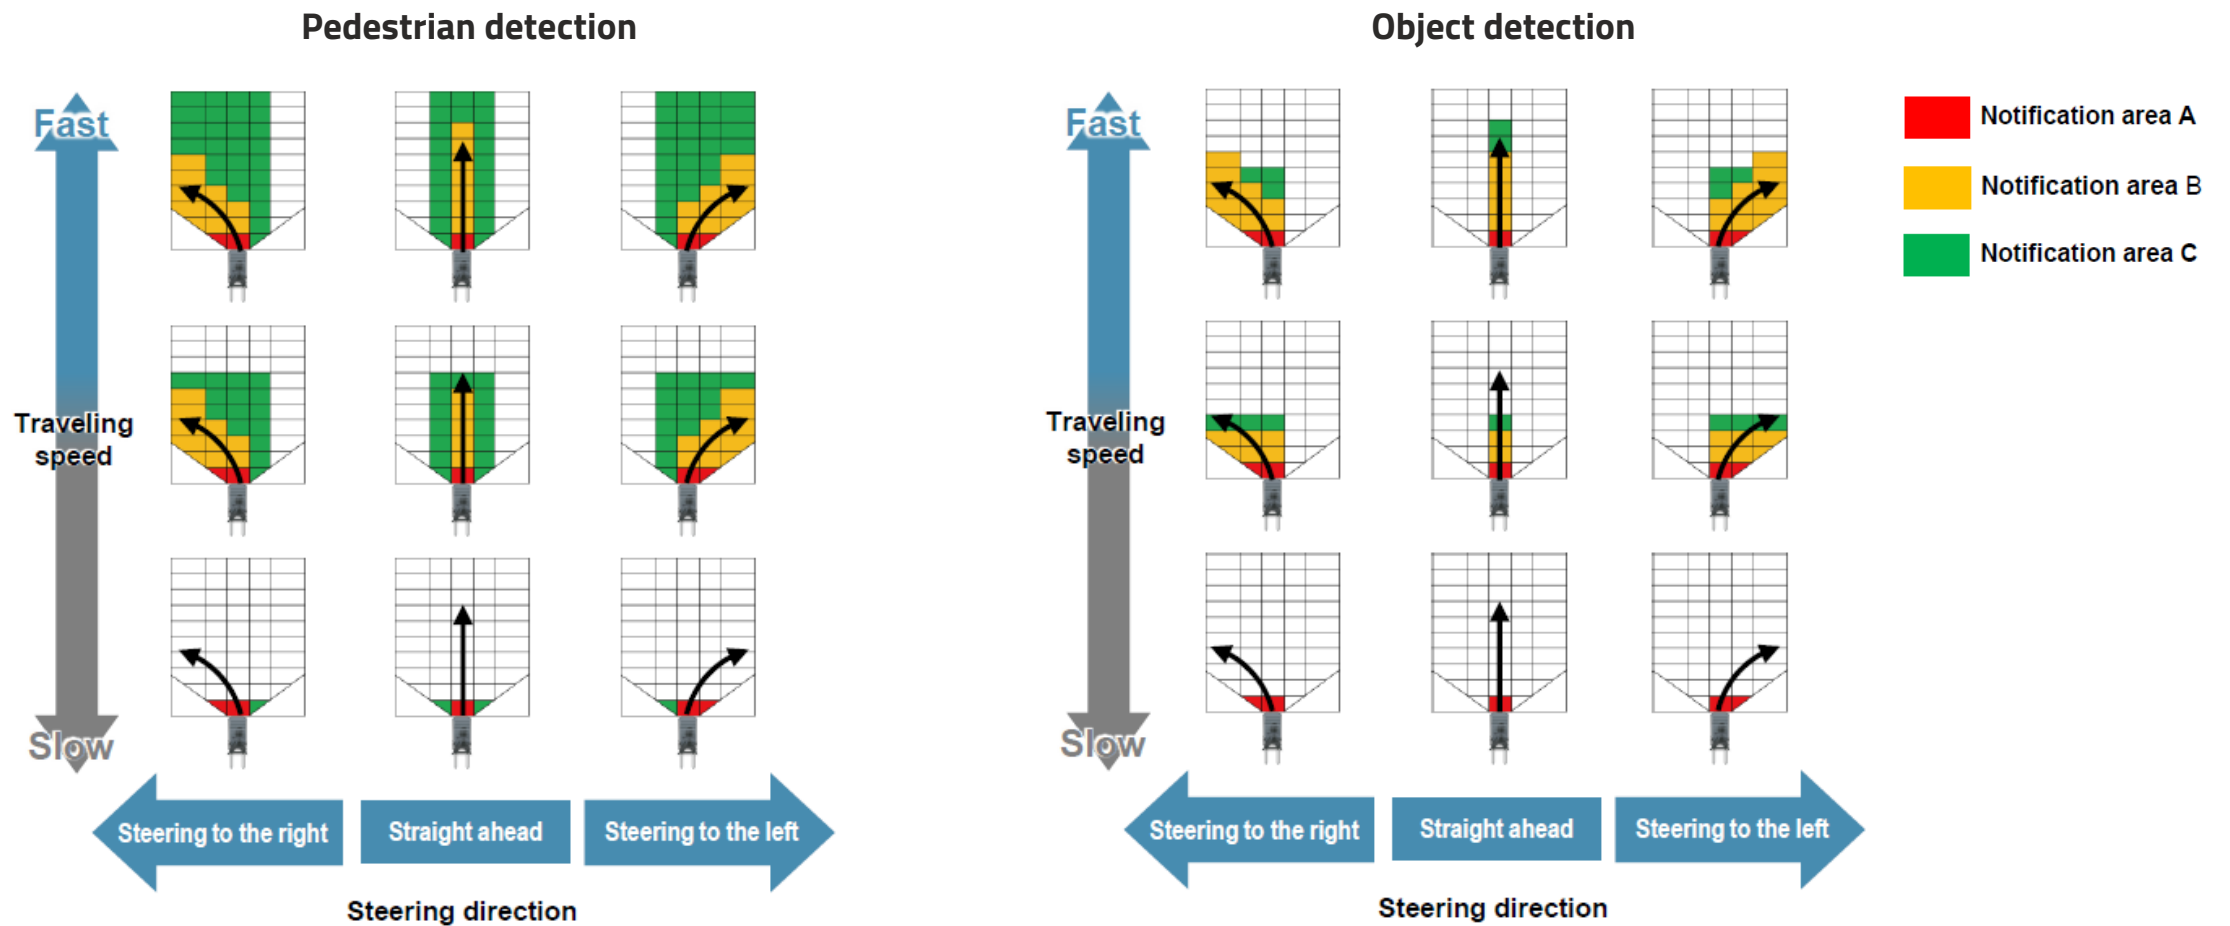 Pedestrian detection
Fast
Traveling
speed
Slow
Steering to the right
Straight ahead
Steering to the left
Steering direction
Object detection
Fast
Traveling
speed
Slow
Steering to the right
Straight ahead
Steering to the left
Steering direction
Notification area A
Notification area B
Notification area C